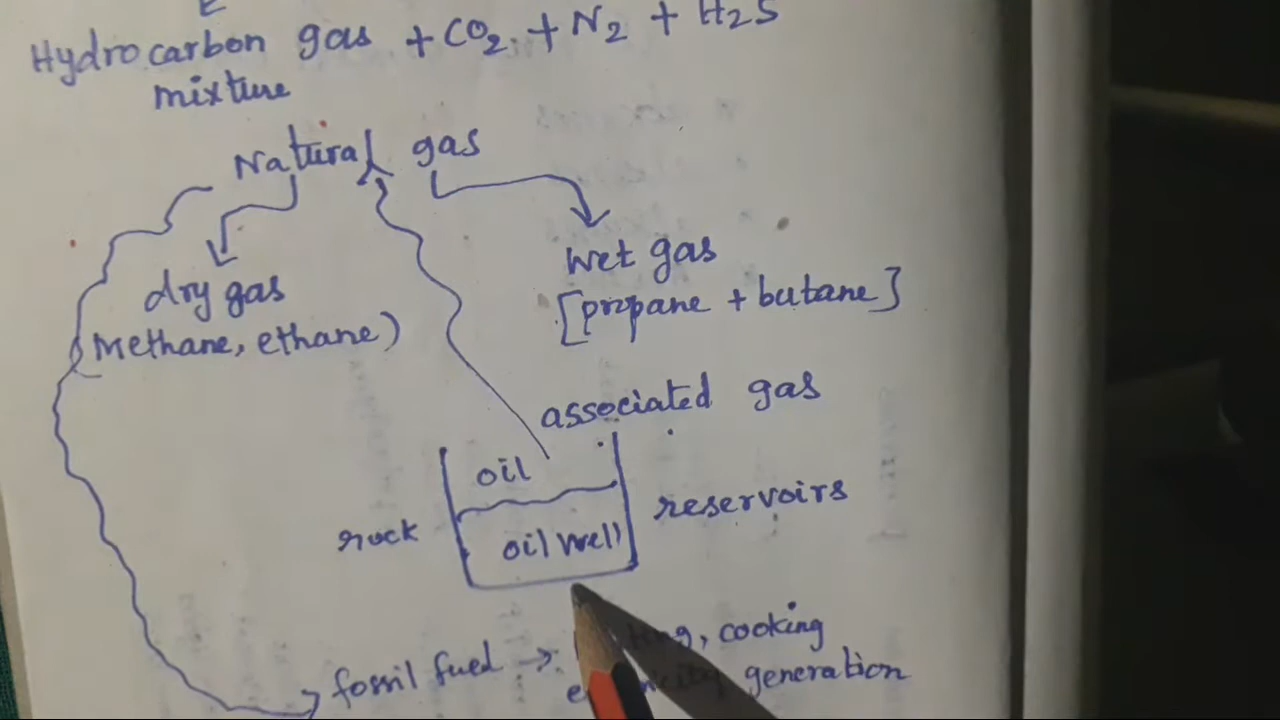 Hydrocarbon gas + CO2 + N2 + H2S
mixture
Natural gas
dry gas
(Methane, ethane)
wet gas
[propane + butane]
associated gas
oil
rock
oil well
reservoirs
fossil fuel → cooking
generation